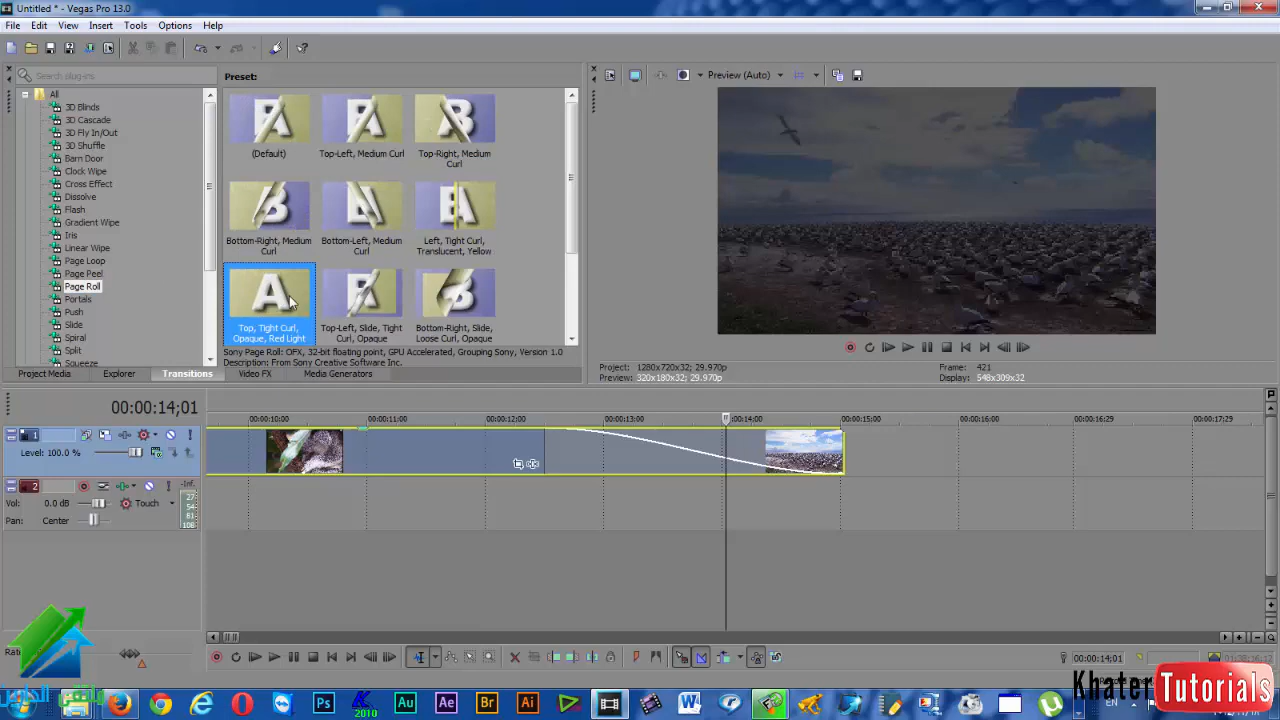 Untitled * - Vegas Pro 13.0
File Edit View Insert Tools Options Help
Search plug-ins
Preset:
Preview (Auto)
All
3D Blinds
3D Cascade
3D Fly In/Out
3D Shuffle
Barn Door
Clock Wipe
Cross Effect
Dissolve
Flash
Gradient Wipe
Iris
Linear Wipe
Page Loop
Page Peel
Page Roll
Portals
Push
Slide
Spiral
Split
Squeeze
(Default)
Top-Left, Medium Curl
Top-Right, Medium Curl
Bottom-Right, Medium Curl
Bottom-Left, Medium Curl
Left, Tight Curl, Translucent, Yellow
Top, Tight Curl, Opaque, Red Light
Top-Left, Slide, Tight Curl, Opaque
Bottom-Right, Slide, Loose Curl, Opaque
Sony Page Roll: OFX, 32-bit floating point, GPU Accelerated, Grouping Sony, Version 1.0
Description: From Sony Creative Software Inc.
Project Media Explorer Transitions Video FX Media Generators
Project: 1280x720x32; 29.970p
Preview: 320x180x32; 29.970p
Frame: 421
Display: 548x309x32
00:00:14;01
00:00:10;00 00:00:11;00 00:00:12;00 00:00:13;00 00:00:14;00 00:00:15;00 00:00:16;00 00:00:16;29 00:00:17;29
1
Level: 100.0 %
2
-Inf.
Vol: 0.0 dB Touch
Pan: Center
27
54
81
108
Rate
00:00:14;01
Khater Tutorials
Ps
K 2010
Au
Ae
Br
Ai
EN